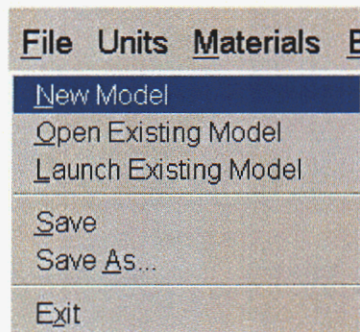 File Units Materials
New Model
Open Existing Model
Launch Existing Model
Save
Save As...
Exit